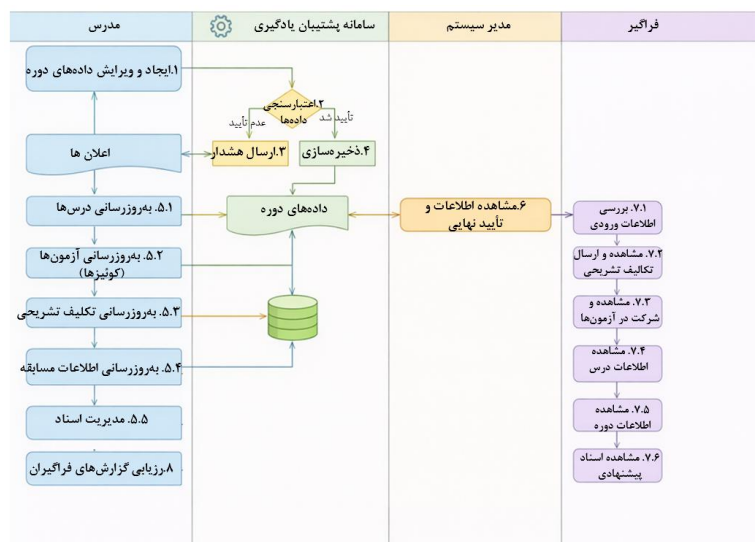 مدرس
سامانه پشتیبان یادگیری
مدیر سیستم
فراگیر
۱.ایجاد و ویرایش داده‌های دوره
۲.اعتبارسنجی
داده‌ها
عدم تأیید
تأیید شد
اعلان ها
۳.ارسال هشدار
۴.ذخیره‌سازی
۵.۱. به‌روزرسانی درس‌ها
داده‌های دوره
۶.مشاهده اطلاعات و
تأیید نهایی
۷.۱. بررسی
اطلاعات ورودی
۵.۲. به‌روزرسانی آزمون‌ها
(کوئیزها)
۷.۲. مشاهده و ارسال
تکالیف تشریحی
۵.۳. به‌روزرسانی تکلیف تشریحی
۷.۳. مشاهده و
شرکت در آزمون‌ها
۵.۴. به‌روزرسانی اطلاعات مسابقه
۷.۴. مشاهده
اطلاعات درس
۵.۵. مدیریت اسناد
۷.۵. مشاهده
اطلاعات دوره
۸.رزیابی گزارش‌های فراگیران
۷.۶. مشاهده اسناد
پیشنهادی